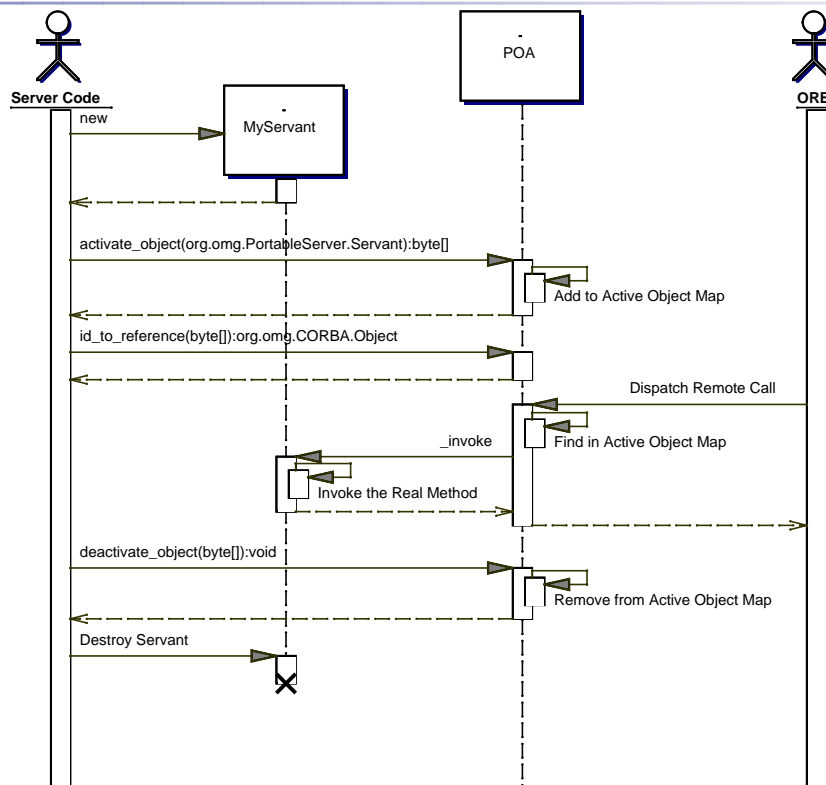 POA
Server Code
ORB
new
MyServant
activate_object(org.omg.PortableServer.Servant):byte[]
Add to Active Object Map
id_to_reference(byte[]):org.omg.CORBA.Object
Dispatch Remote Call
Find in Active Object Map
_invoke
Invoke the Real Method
deactivate_object(byte[]):void
Remove from Active Object Map
Destroy Servant